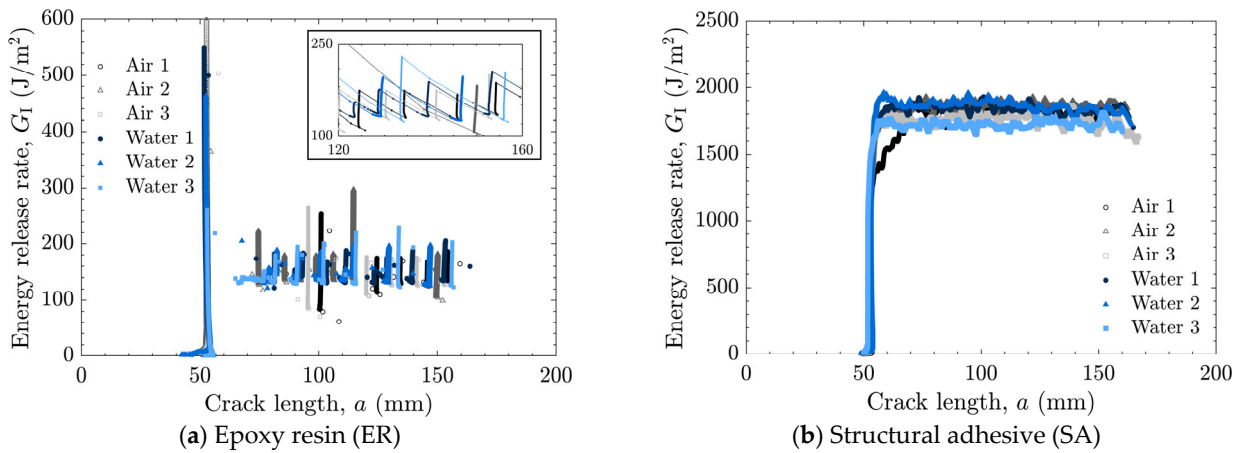 600
500
400
300
200
100
0
Energy release rate, G_I (J/m²)
Air 1
Air 2
Air 3
Water 1
Water 2
Water 3
250
100
120
160
0
50
100
150
200
Crack length, a (mm)
(a) Epoxy resin (ER)
2500
2000
1500
1000
500
0
Energy release rate, G_I (J/m²)
Air 1
Air 2
Air 3
Water 1
Water 2
Water 3
0
50
100
150
200
Crack length, a (mm)
(b) Structural adhesive (SA)